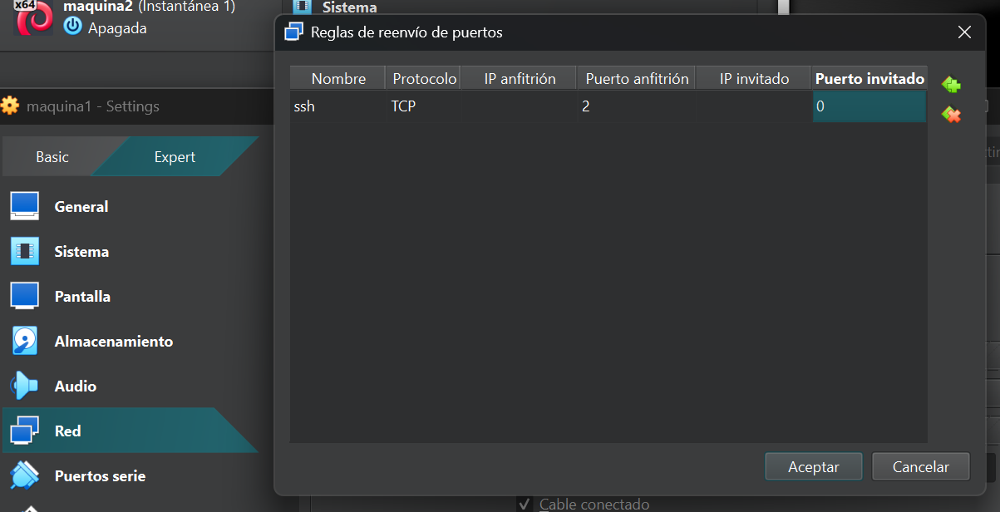 x64
maquina2 (Instantánea 1)
Apagada
Sistema
Reglas de reenvío de puertos
Nombre Protocolo IP anfitrión Puerto anfitrión IP invitado Puerto invitado
ssh TCP 2 0
maquina1 - Settings
Basic Expert
General
Sistema
Pantalla
Almacenamiento
Audio
Red
Puertos serie
Aceptar Cancelar
Cable conectado